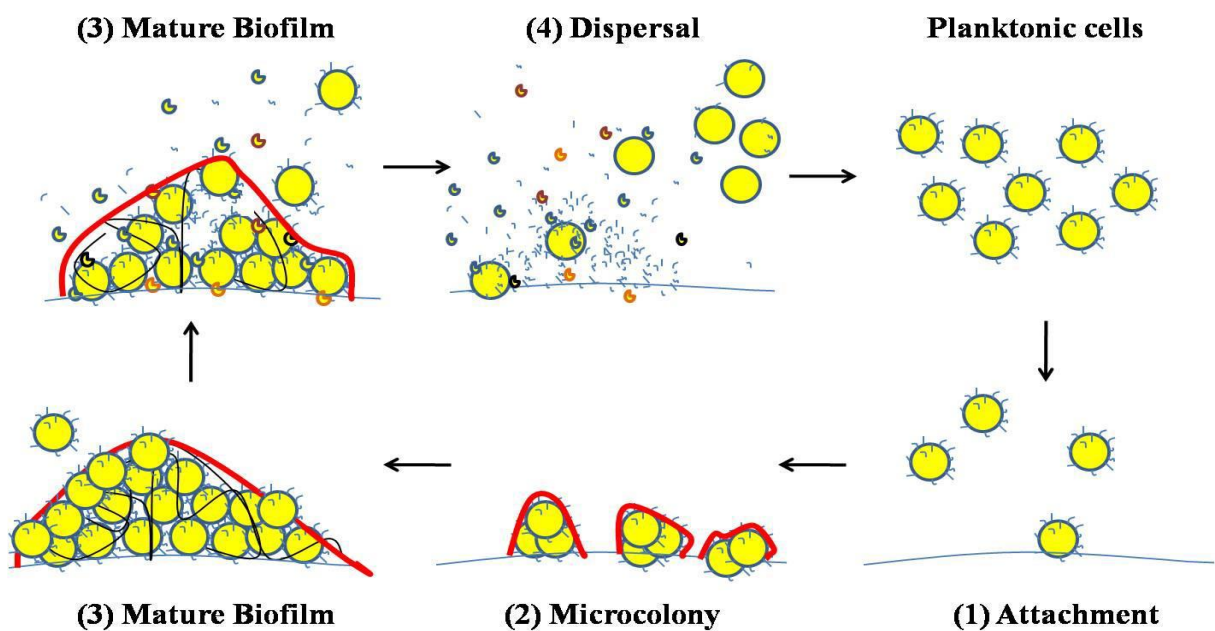 (3) Mature Biofilm
(4) Dispersal
Planktonic cells
(3) Mature Biofilm
(2) Microcolony
(1) Attachment